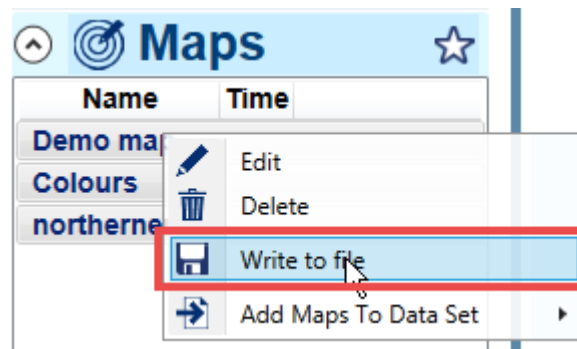 Maps
Name Time
Demo map
Edit
Colours
Delete
northerne
Write to file
Add Maps To Data Set